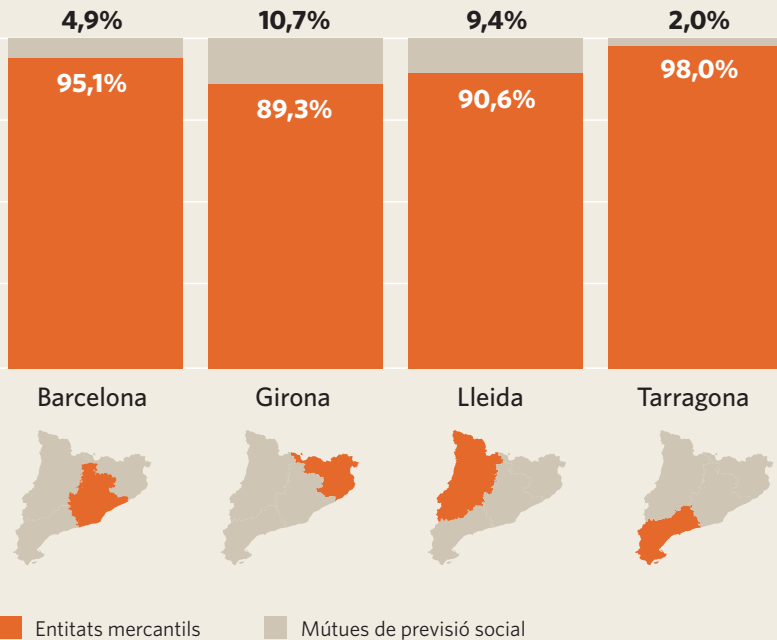 4,9% 10,7% 9,4% 2,0%
95,1% 89,3% 90,6% 98,0%
Barcelona Girona Lleida Tarragona
Entitats mercantils Mútues de previsió social